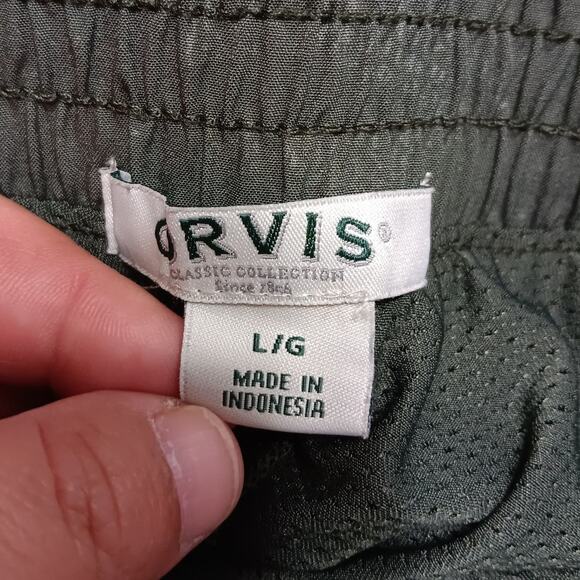 ORVIS®
CLASSIC COLLECTION
Since 1856
L/G
MADE IN
INDONESIA